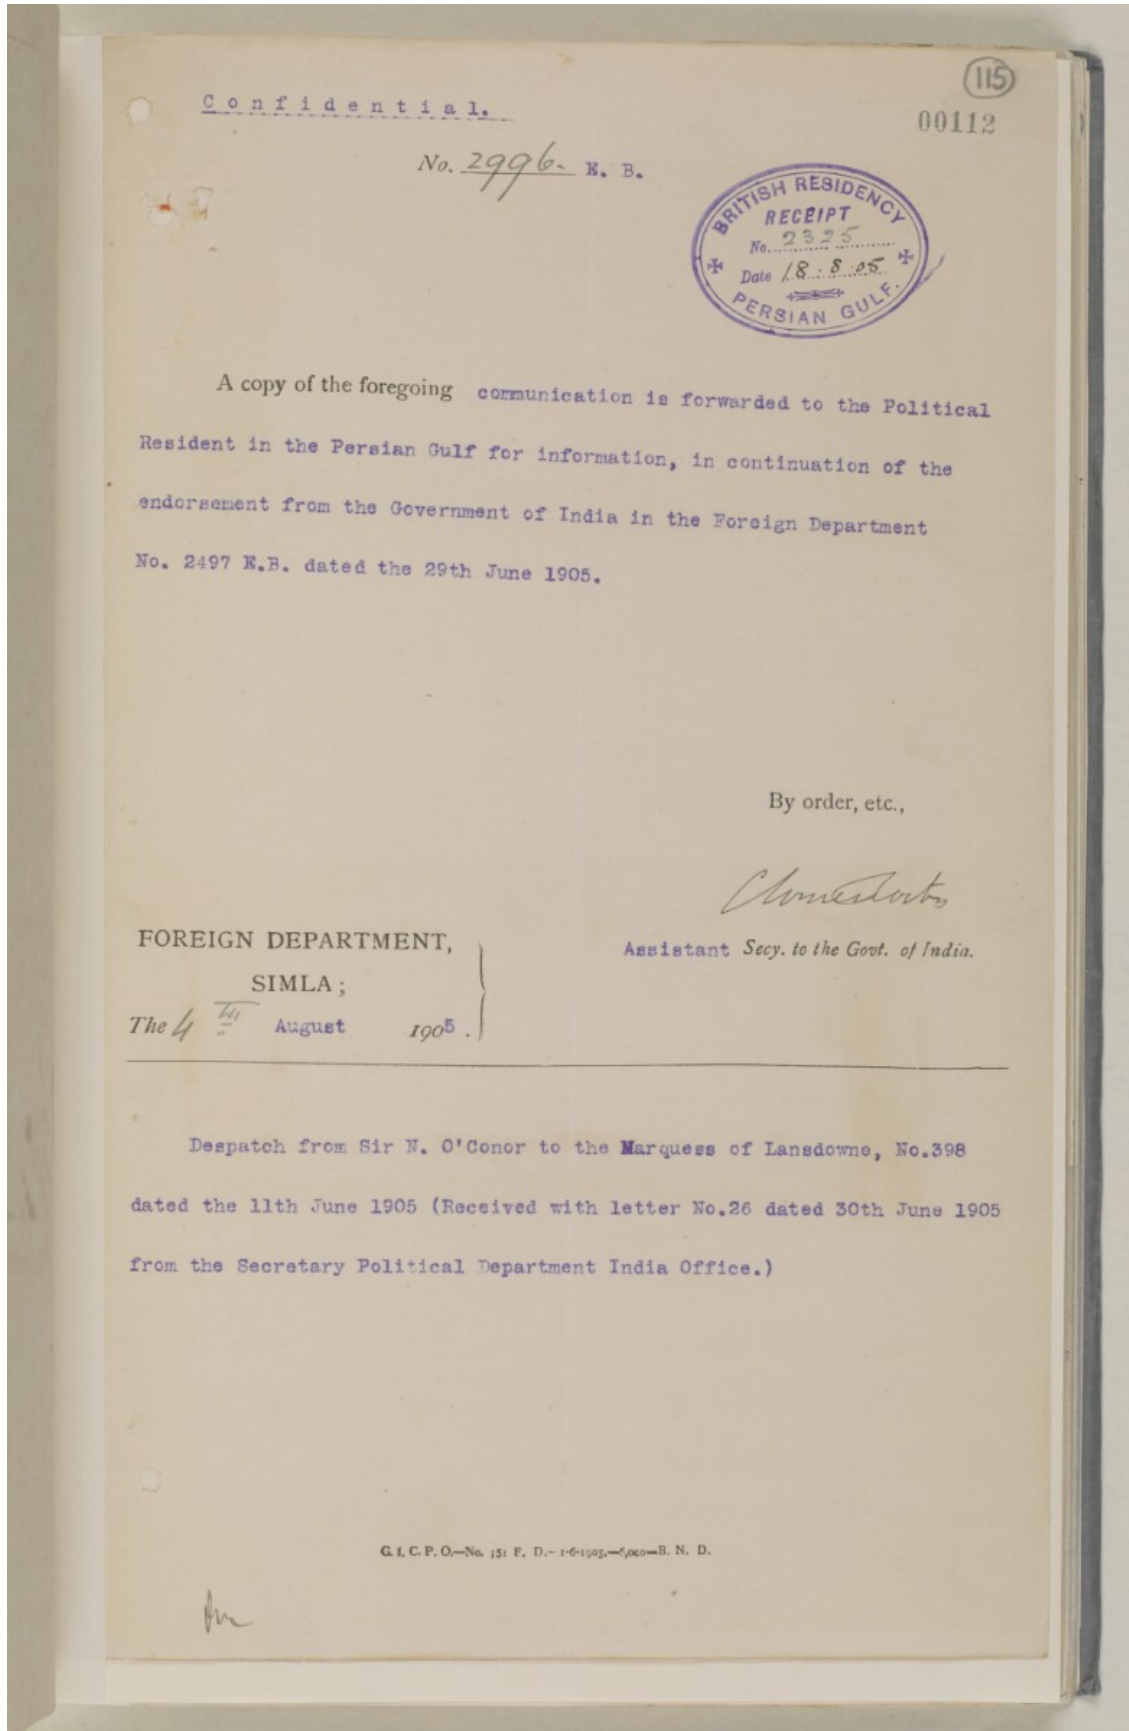 115
Confidential.
00112
No. 2996. E. B.
BRITISH RESIDENCY
RECEIPT
No. 2325
Date 18.8.05
PERSIAN GULF.
A copy of the foregoing communication is forwarded to the Political
Resident in the Persian Gulf for information, in continuation of the
endorsement from the Government of India in the Foreign Department
No. 2497 E.B. dated the 29th June 1905.
By order, etc.,
Assistant Secy. to the Govt. of India.
FOREIGN DEPARTMENT,
SIMLA;
The 4th August 1905.
Despatch from Sir N. O'Conor to the Marquess of Lansdowne, No.398
dated the 11th June 1905 (Received with letter No.26 dated 30th June 1905
from the Secretary Political Department India Office.)
G. I. C. P. O.—No. 151 F. D.—1-6-1905.—B. N. D.